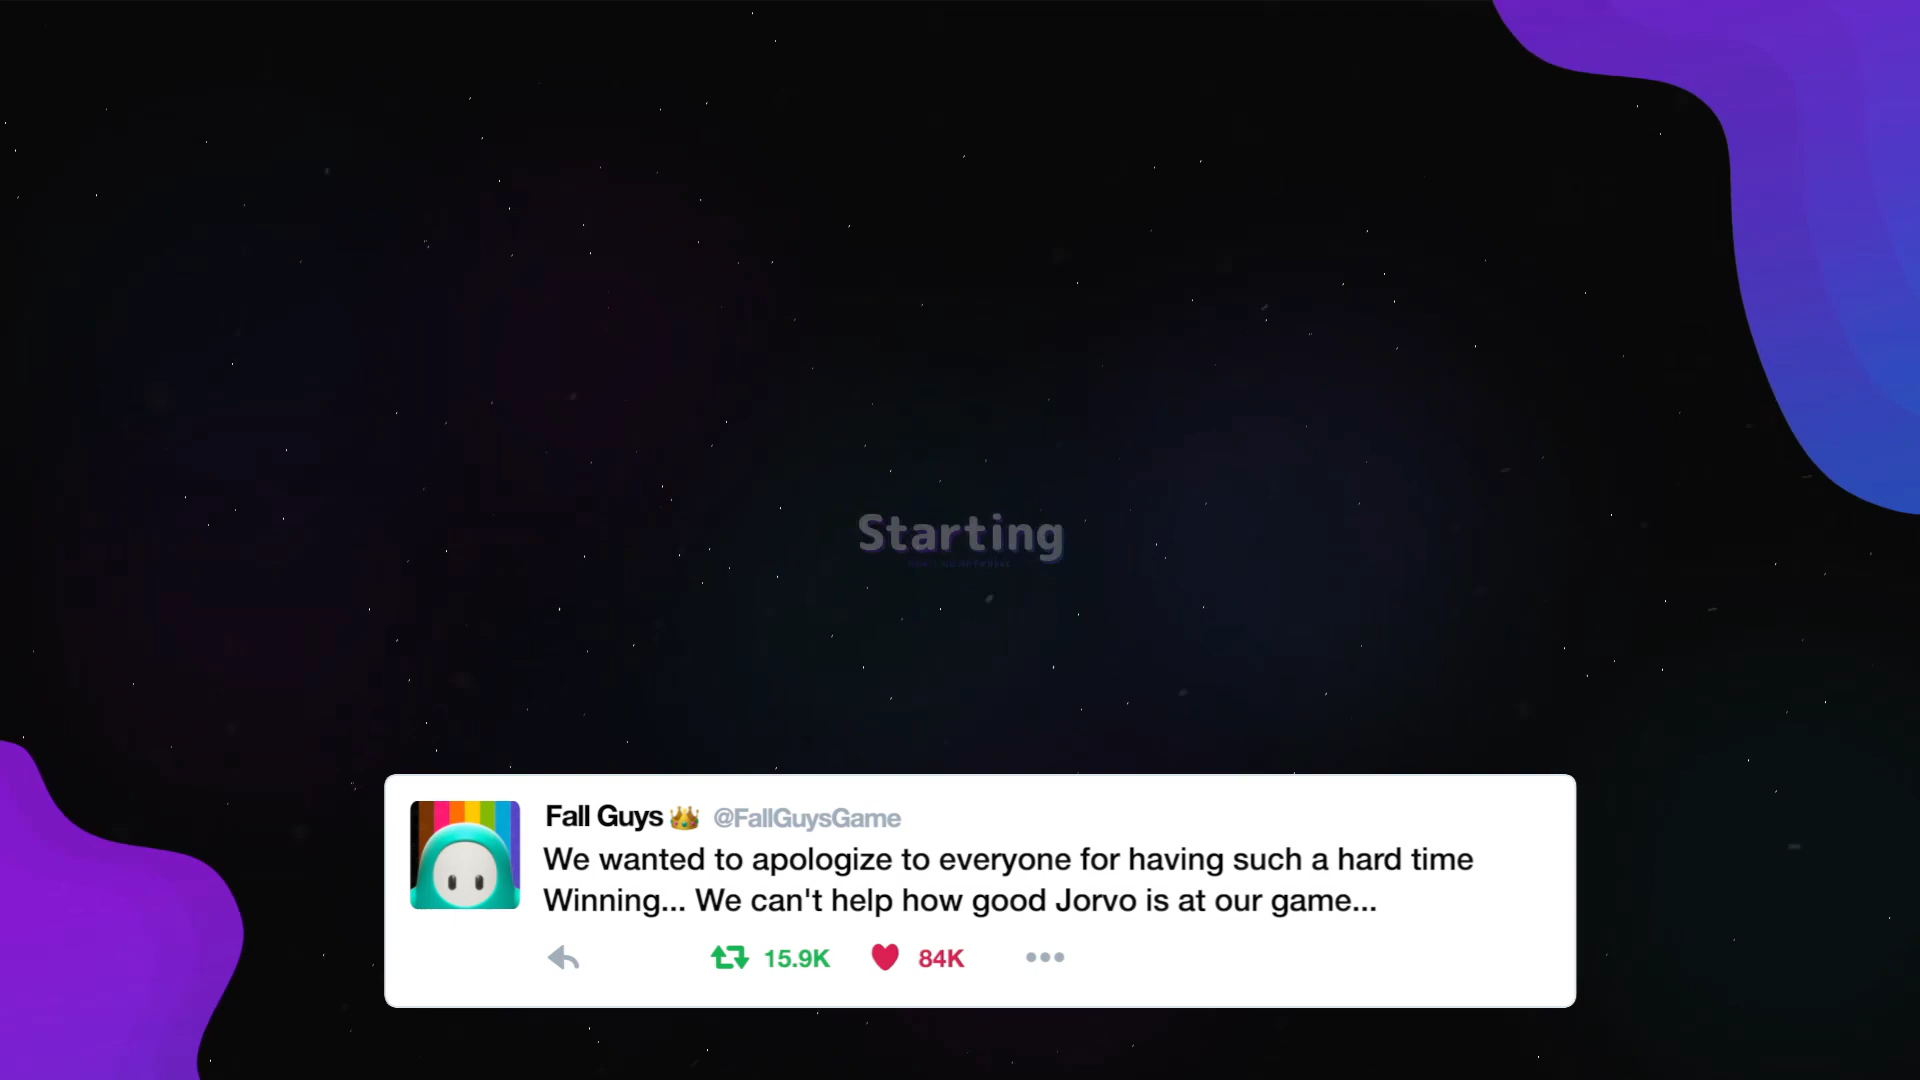 Starting
Fall Guys👑 @FallGuysGame
We wanted to apologize to everyone for having such a hard time
Winning... We can't help how good Jorvo is at our game...
15.9K 84K